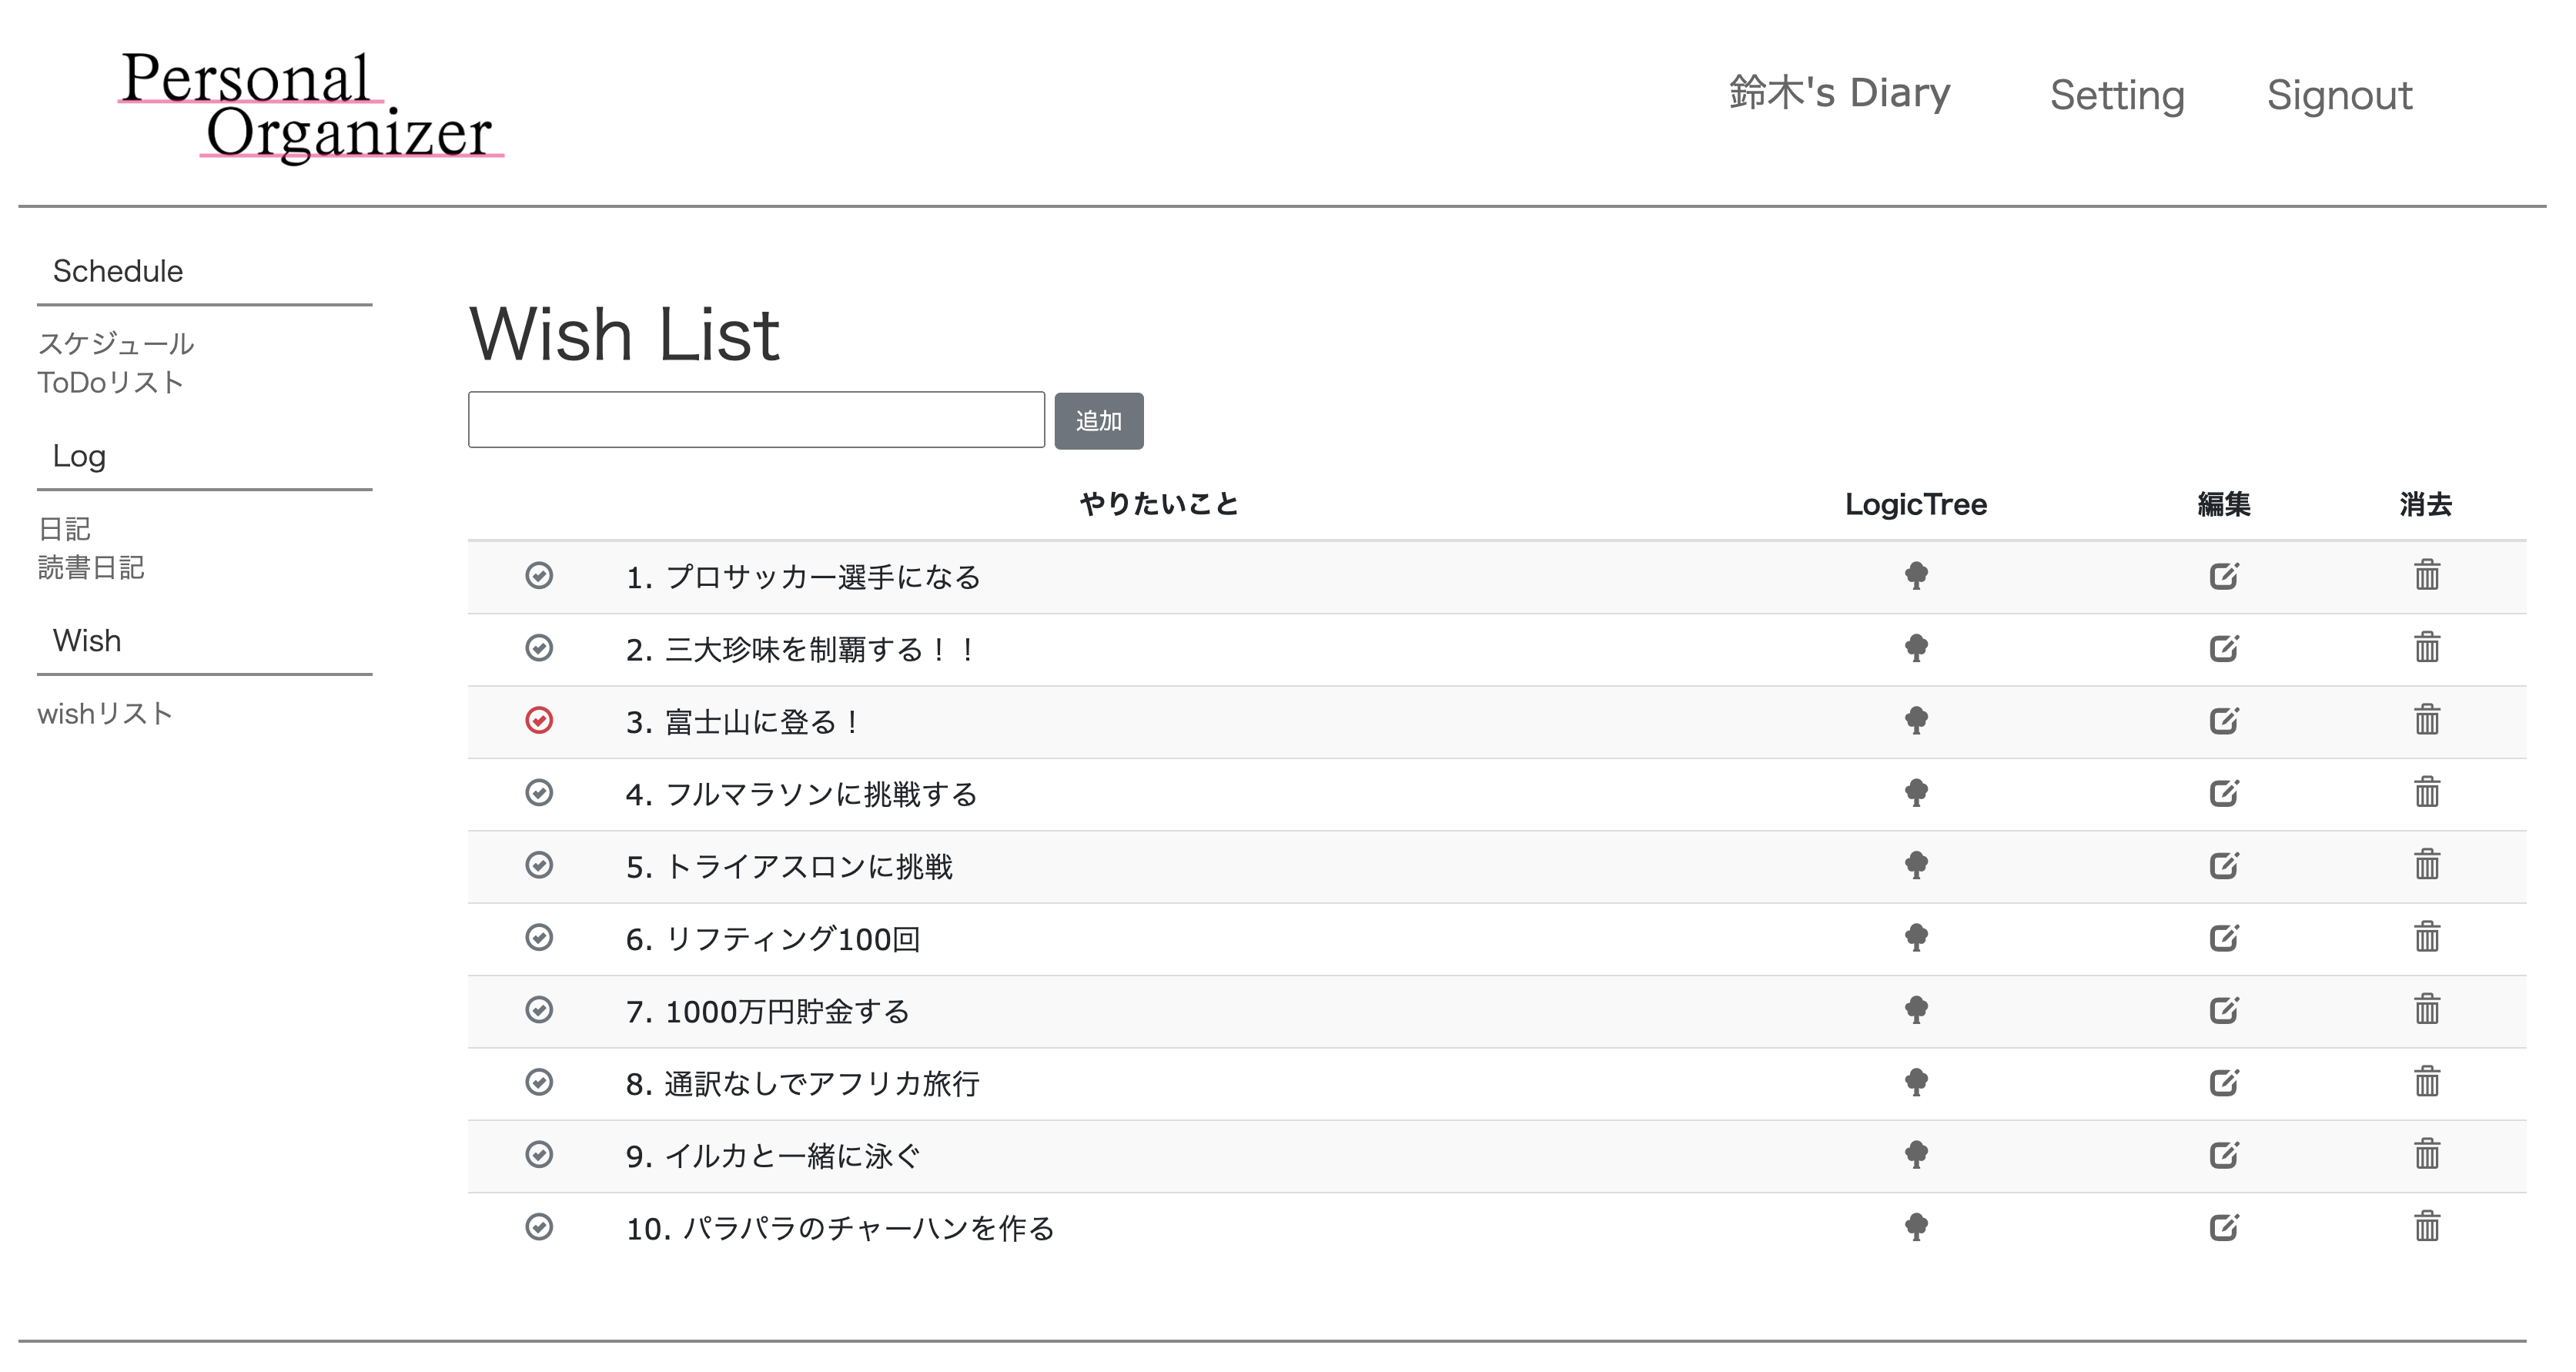 Personal
Organizer
鈴木's Diary Setting Signout
Schedule
スケジュール
ToDoリスト
Log
日記
読書日記
Wish
wishリスト
Wish List
追加
やりたいこと LogicTree 編集 消去
1. プロサッカー選手になる
2. 三大珍味を制覇する！！
3. 富士山に登る！
4. フルマラソンに挑戦する
5. トライアスロンに挑戦
6. リフティング100回
7. 1000万円貯金する
8. 通訳なしでアフリカ旅行
9. イルカと一緒に泳ぐ
10. パラパラのチャーハンを作る